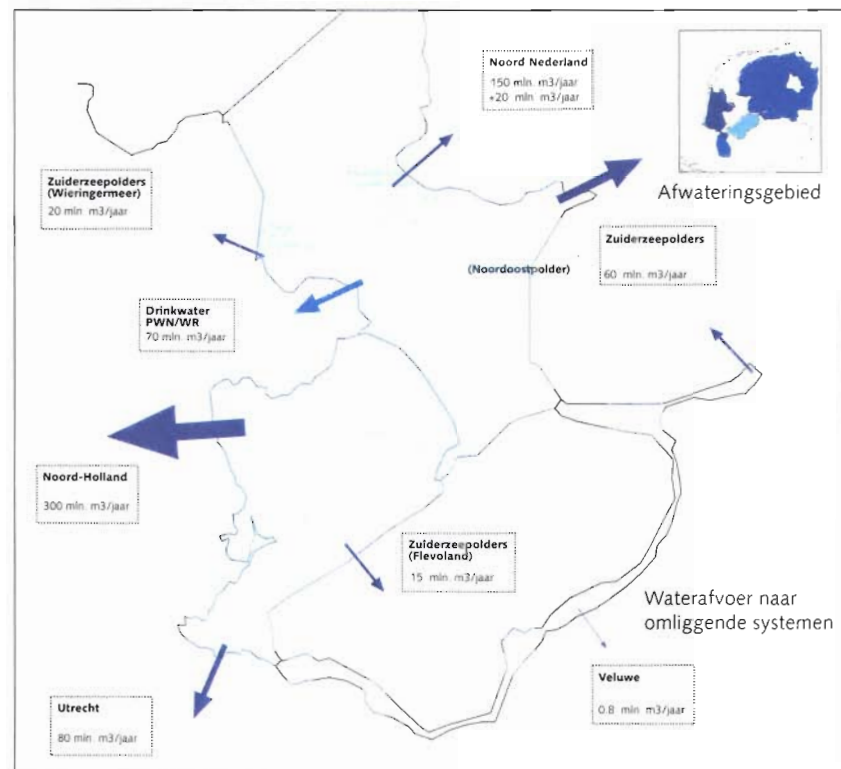 Noord Nederland
150 mln. m3/jaar
+20 mln m3/jaar
Afwateringsgebied
Zuiderzeepolders
(Wieringermeer)
20 mln m3/jaar
Zuiderzeepolders
60 mln. m3/jaar
(Noordoostpolder)
Drinkwater
PWN/WR
70 mln. m3/jaar
Noord-Holland
300 mln. m3/jaar
Zuiderzeepolders
(Flevoland)
15 mln. m3/jaar
Waterafvoer naar
omliggende systemen
Veluwe
0.8 mln m3/jaar
Utrecht
80 mln. m3/jaar